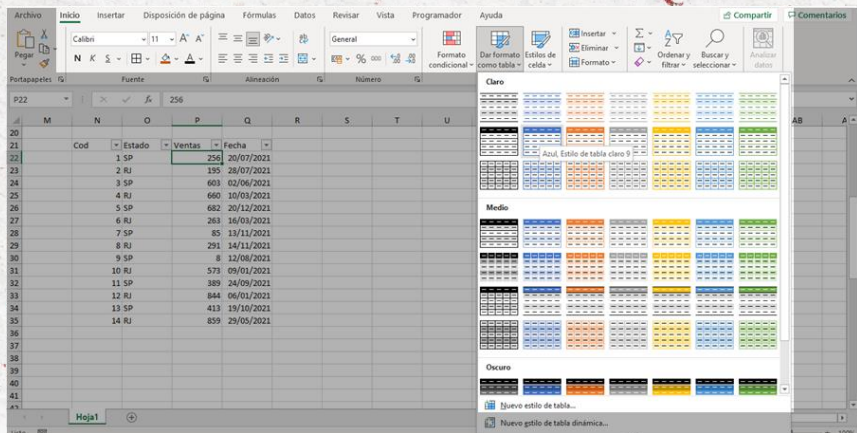 Archivo Inicio Insertar Disposición de página Fórmulas Datos Revisar Vista Programador Ayuda Compartir Comentarios
Pegar
Calibri 11 A A
N K S A
General
% 000
Formato condicional
Dar formato como tabla
Estilos de celda
Insertar
Eliminar
Formato
Ordenar y filtrar
Buscar y seleccionar
Analizar datos
Portapapeles Fuente Alineación Número
P22 fx 256
M N O P Q R S T U AB
20
21 Cod Estado Ventas Fecha
22 1 SP 256 20/07/2021
23 2 RJ 195 28/07/2021
24 3 SP 603 02/06/2021
25 4 RJ 660 10/03/2021
26 5 SP 682 20/12/2021
27 6 RJ 263 16/03/2021
28 7 SP 85 13/11/2021
29 8 RJ 291 14/11/2021
30 9 SP 8 12/08/2021
31 10 RJ 573 09/01/2021
32 11 SP 389 24/09/2021
33 12 RJ 844 06/01/2021
34 13 SP 413 19/10/2021
35 14 RJ 859 29/05/2021
36
37
38
39
40
41
Claro
Azul, Estilo de tabla claro 9
Medio
Oscuro
Nuevo estilo de tabla...
Nuevo estilo de tabla dinámica...
Hoja1
100%